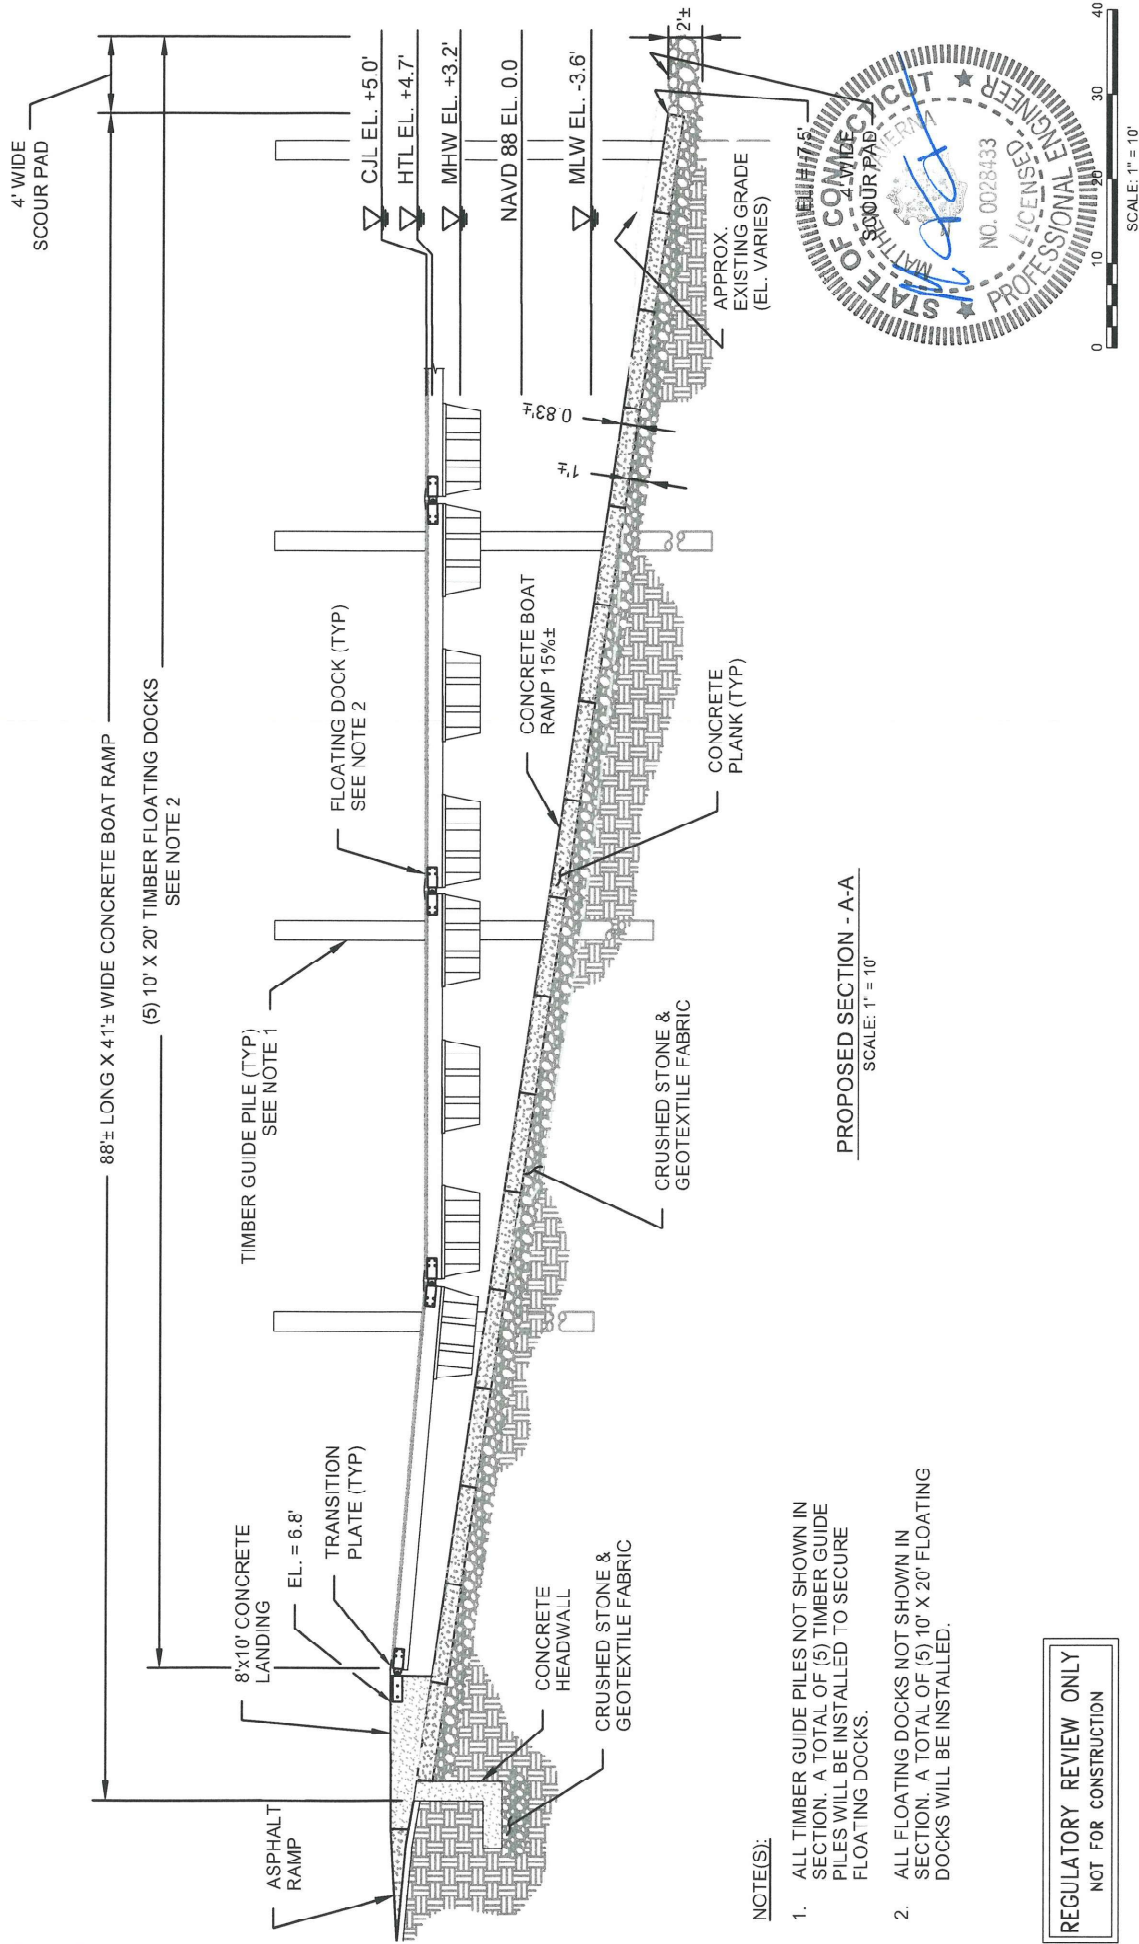 4' WIDE
SCOUR PAD
88'± LONG X 41'± WIDE CONCRETE BOAT RAMP
(5) 10' X 20' TIMBER FLOATING DOCKS
SEE NOTE 2
CJL EL. +5.0'
HTL EL. +4.7'
MHW EL. +3.2'
NAVD 88 EL. 0.0
MLW EL. -3.6'
2'±
TIMBER GUIDE PILE (TYP)
SEE NOTE 1
FLOATING DOCK (TYP)
SEE NOTE 2
8'x10' CONCRETE
LANDING
EL. = 6.8'
TRANSITION
PLATE (TYP)
ASPHALT
RAMP
CONCRETE BOAT
RAMP 15%±
0.83'±
1'±
APPROX.
EXISTING GRADE
(EL. VARIES)
4' WIDE
SCOUR PAD
CONCRETE
HEADWALL
CRUSHED STONE &
GEOTEXTILE FABRIC
CRUSHED STONE &
GEOTEXTILE FABRIC
CONCRETE
PLANK (TYP)
PROPOSED SECTION - A-A
SCALE: 1" = 10'
NOTE(S):
1. ALL TIMBER GUIDE PILES NOT SHOWN IN
SECTION. A TOTAL OF (5) TIMBER GUIDE
PILES WILL BE INSTALLED TO SECURE
FLOATING DOCKS.
2. ALL FLOATING DOCKS NOT SHOWN IN
SECTION. A TOTAL OF (5) 10' X 20' FLOATING
DOCKS WILL BE INSTALLED.
REGULATORY REVIEW ONLY
NOT FOR CONSTRUCTION
STATE OF CONNECTICUT
NO. 0028433
LICENSED
PROFESSIONAL ENGINEER
0 10 20 30 40
SCALE: 1" = 10'